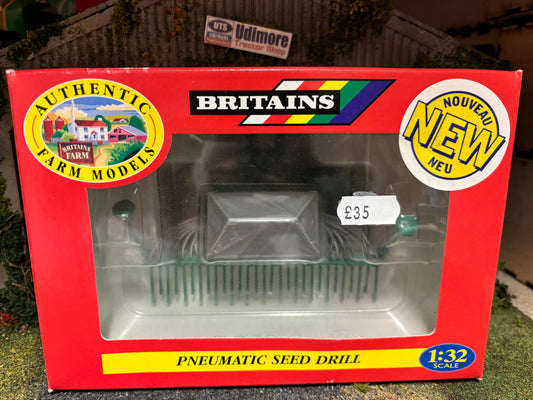 UTS
Udimore
Tractor Shop
AUTHENTIC
FARM MODELS
BRITAINS
FARM
BRITAINS
NOUVEAU
NEW
NEU
£35
PNEUMATIC SEED DRILL
1:32
SCALE